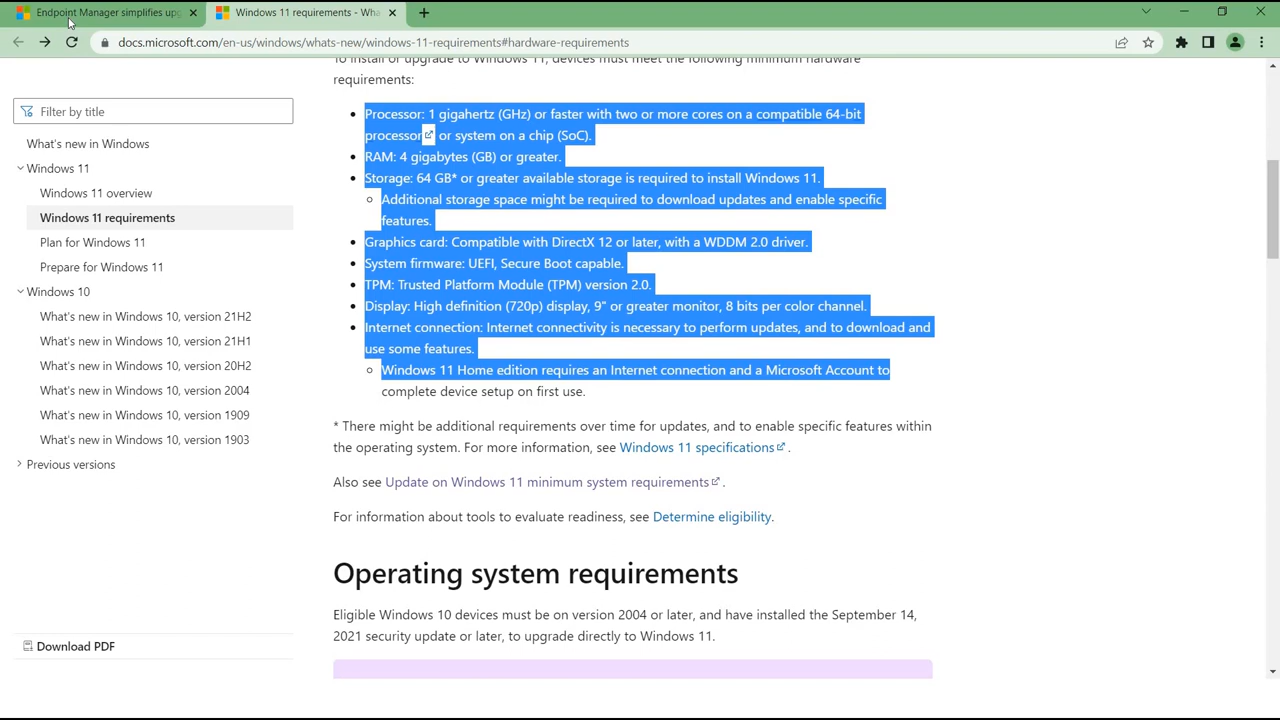 Endpoint Manager simplifies upg
Windows 11 requirements - Wha
docs.microsoft.com/en-us/windows/whats-new/windows-11-requirements#hardware-requirements
To install or upgrade to Windows 11, devices must meet the following minimum hardware
requirements:
Filter by title
What's new in Windows
Windows 11
Windows 11 overview
Windows 11 requirements
Plan for Windows 11
Prepare for Windows 11
Windows 10
What's new in Windows 10, version 21H2
What's new in Windows 10, version 21H1
What's new in Windows 10, version 20H2
What's new in Windows 10, version 2004
What's new in Windows 10, version 1909
What's new in Windows 10, version 1903
Previous versions
Download PDF
• Processor: 1 gigahertz (GHz) or faster with two or more cores on a compatible 64-bit
processor or system on a chip (SoC).
• RAM: 4 gigabytes (GB) or greater.
• Storage: 64 GB* or greater available storage is required to install Windows 11.
○ Additional storage space might be required to download updates and enable specific
features.
• Graphics card: Compatible with DirectX 12 or later, with a WDDM 2.0 driver.
• System firmware: UEFI, Secure Boot capable.
• TPM: Trusted Platform Module (TPM) version 2.0.
• Display: High definition (720p) display, 9" or greater monitor, 8 bits per color channel.
• Internet connection: Internet connectivity is necessary to perform updates, and to download and
use some features.
○ Windows 11 Home edition requires an Internet connection and a Microsoft Account to
complete device setup on first use.
* There might be additional requirements over time for updates, and to enable specific features within
the operating system. For more information, see Windows 11 specifications .
Also see Update on Windows 11 minimum system requirements .
For information about tools to evaluate readiness, see Determine eligibility.
Operating system requirements
Eligible Windows 10 devices must be on version 2004 or later, and have installed the September 14,
2021 security update or later, to upgrade directly to Windows 11.